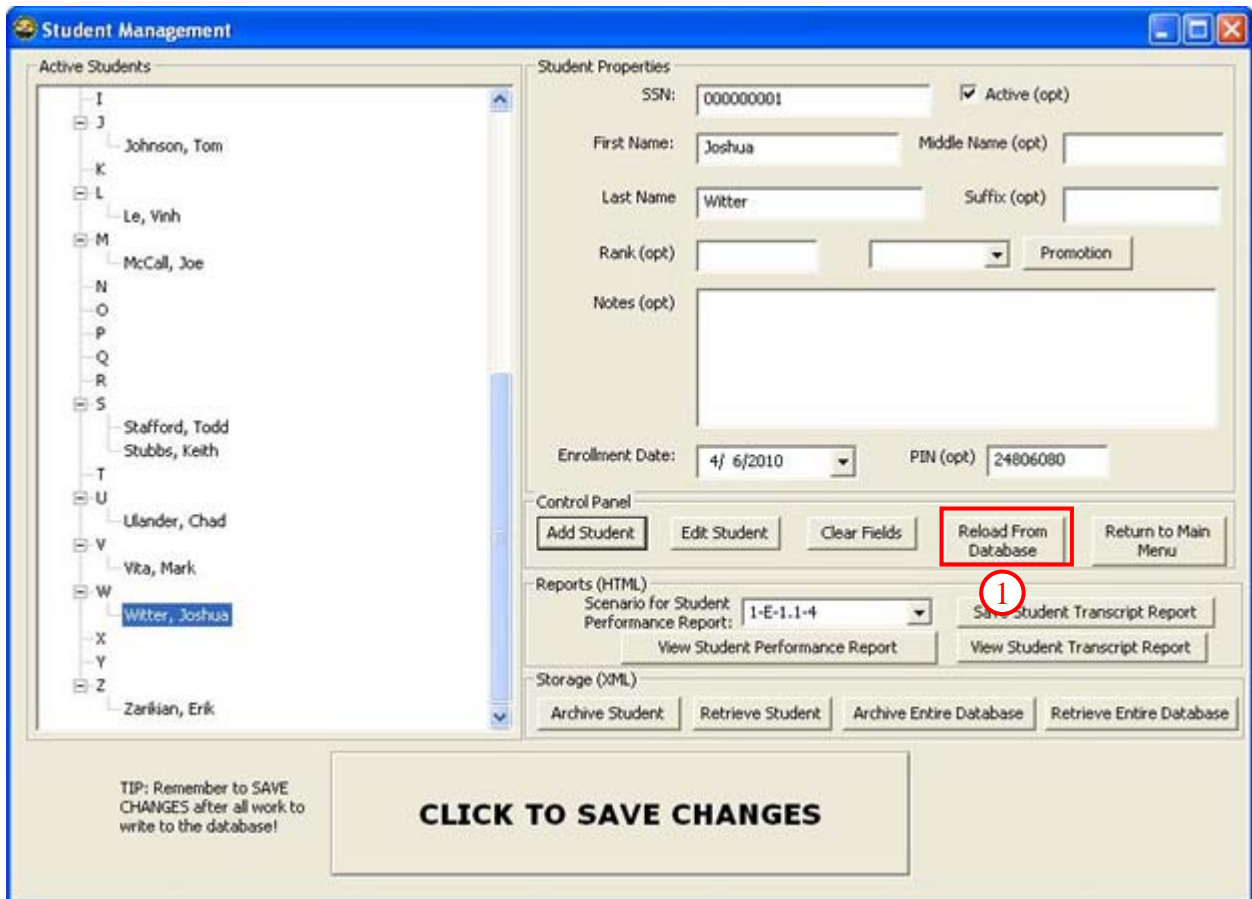 Student Management
Active Students
I
J
Johnson, Tom
K
L
Le, Vinh
M
McCall, Joe
N
O
P
Q
R
S
Stafford, Todd
Stubbs, Keith
T
U
Ulander, Chad
V
Vita, Mark
W
Witter, Joshua
X
Y
Z
Zarikian, Erik
Student Properties
SSN: 000000001 Active (opt)
First Name: Joshua Middle Name (opt)
Last Name Witter Suffix (opt)
Rank (opt) Promotion
Notes (opt)
Enrollment Date: 4/ 6/2010 PIN (opt) 24806080
Control Panel
Add Student Edit Student Clear Fields Reload From Database Return to Main Menu
1
Reports (HTML)
Scenario for Student Performance Report: 1-E-1.1-4 Save Student Transcript Report
View Student Performance Report View Student Transcript Report
Storage (XML)
Archive Student Retrieve Student Archive Entire Database Retrieve Entire Database
TIP: Remember to SAVE
CHANGES after all work to
write to the database!
CLICK TO SAVE CHANGES